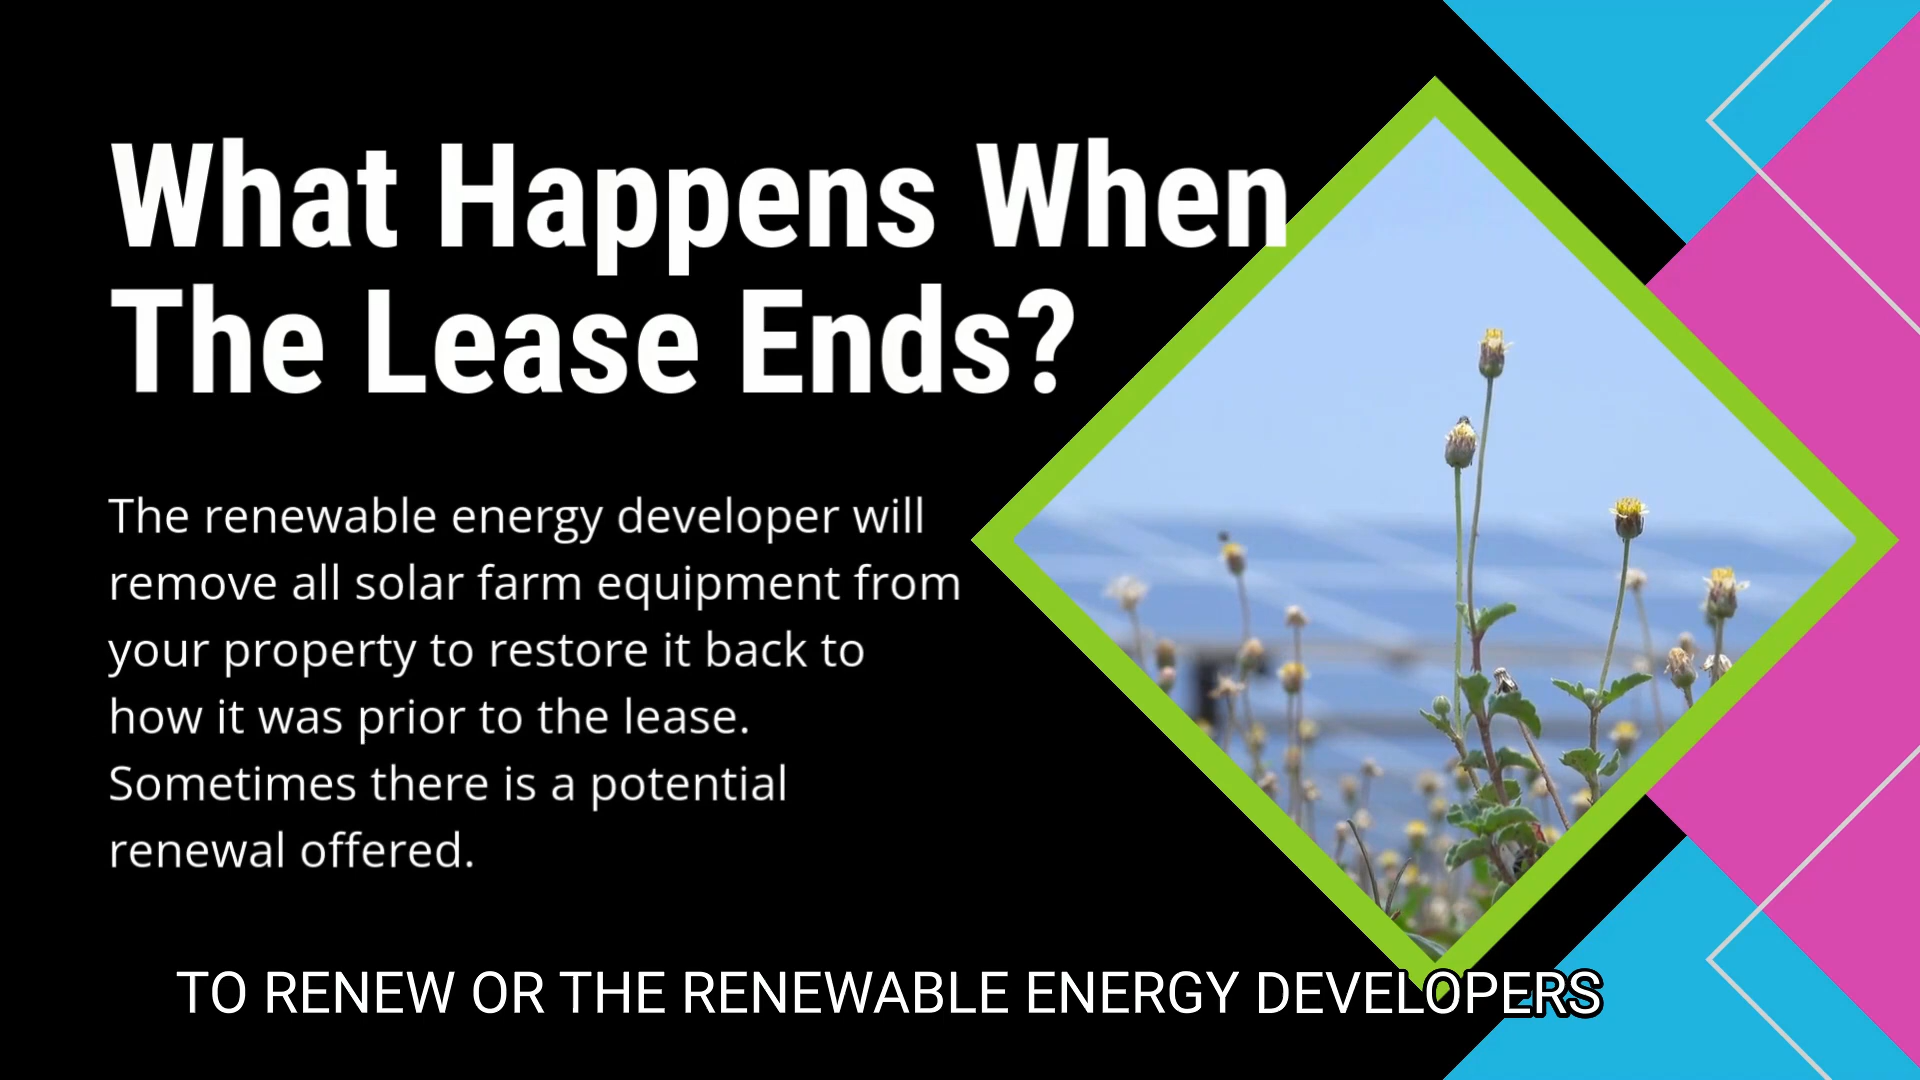 What Happens When
The Lease Ends?
The renewable energy developer will
remove all solar farm equipment from
your property to restore it back to
how it was prior to the lease.
Sometimes there is a potential
renewal offered.
TO RENEW OR THE RENEWABLE ENERGY DEVELOPERS